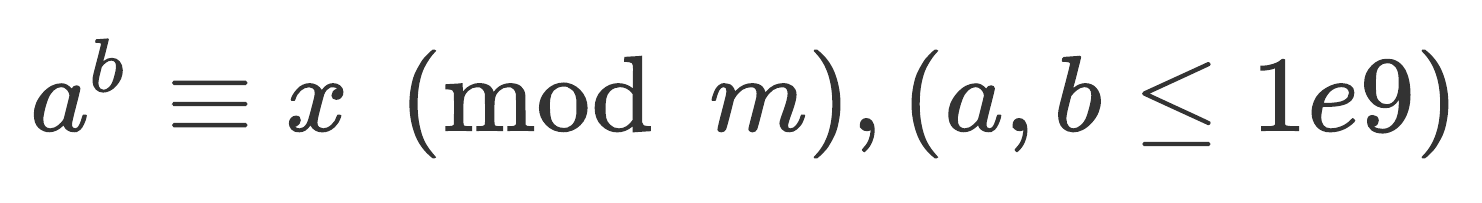 a^b ≡ x (mod m), (a, b ≤ 1e9)